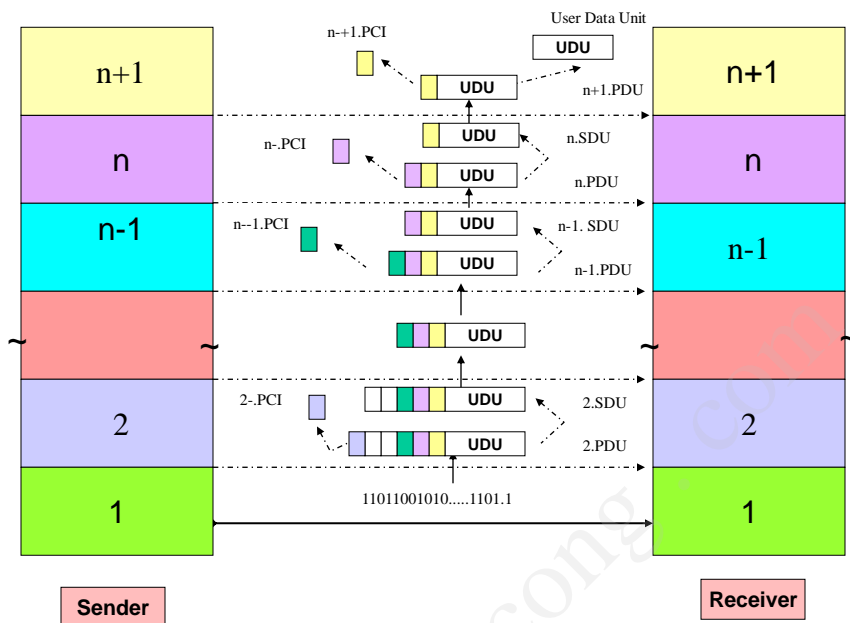 User Data Unit
n-+1.PCI
UDU
n+1
UDU
n+1.PDU
n+1
n-.PCI
UDU
n.SDU
n
UDU
n.PDU
n
n-1
n--1.PCI
UDU
n-1. SDU
n-1
UDU
n-1.PDU
~
~
UDU
~
~
2-.PCI
UDU
2.SDU
2
UDU
2.PDU
2
11011001010.....1101.1
1
1
Sender
Receiver
cong . com